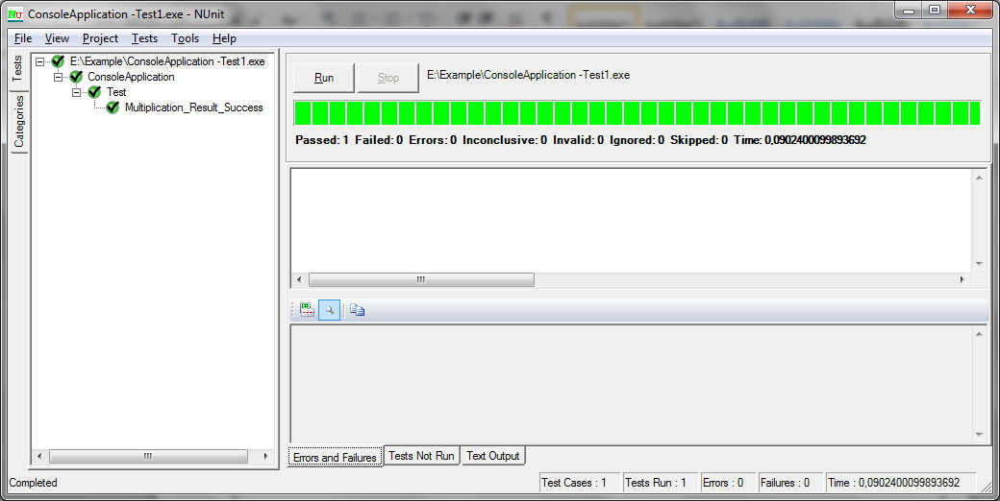 ConsoleApplication -Test1.exe - NUnit
File View Project Tests Tools Help
Tests
Categories
E:\Example\ConsoleApplication -Test1.exe
ConsoleApplication
Test
Multiplication_Result_Success
Run
Stop
E:\Example\ConsoleApplication -Test1.exe
Passed: 1 Failed: 0 Errors: 0 Inconclusive: 0 Invalid: 0 Ignored: 0 Skipped: 0 Time: 0,0902400099893692
Errors and Failures
Tests Not Run
Text Output
Completed
Test Cases : 1
Tests Run : 1
Errors : 0
Failures : 0
Time : 0,0902400099893692